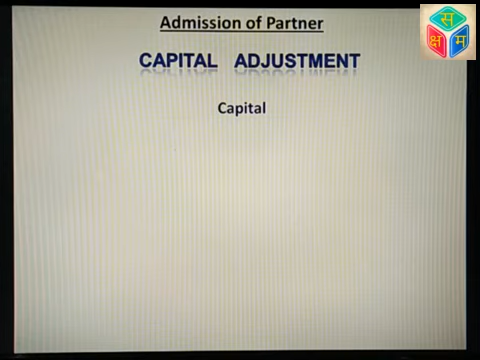 Admission of Partner
CAPITAL ADJUSTMENT
Capital
स
क्ष
म